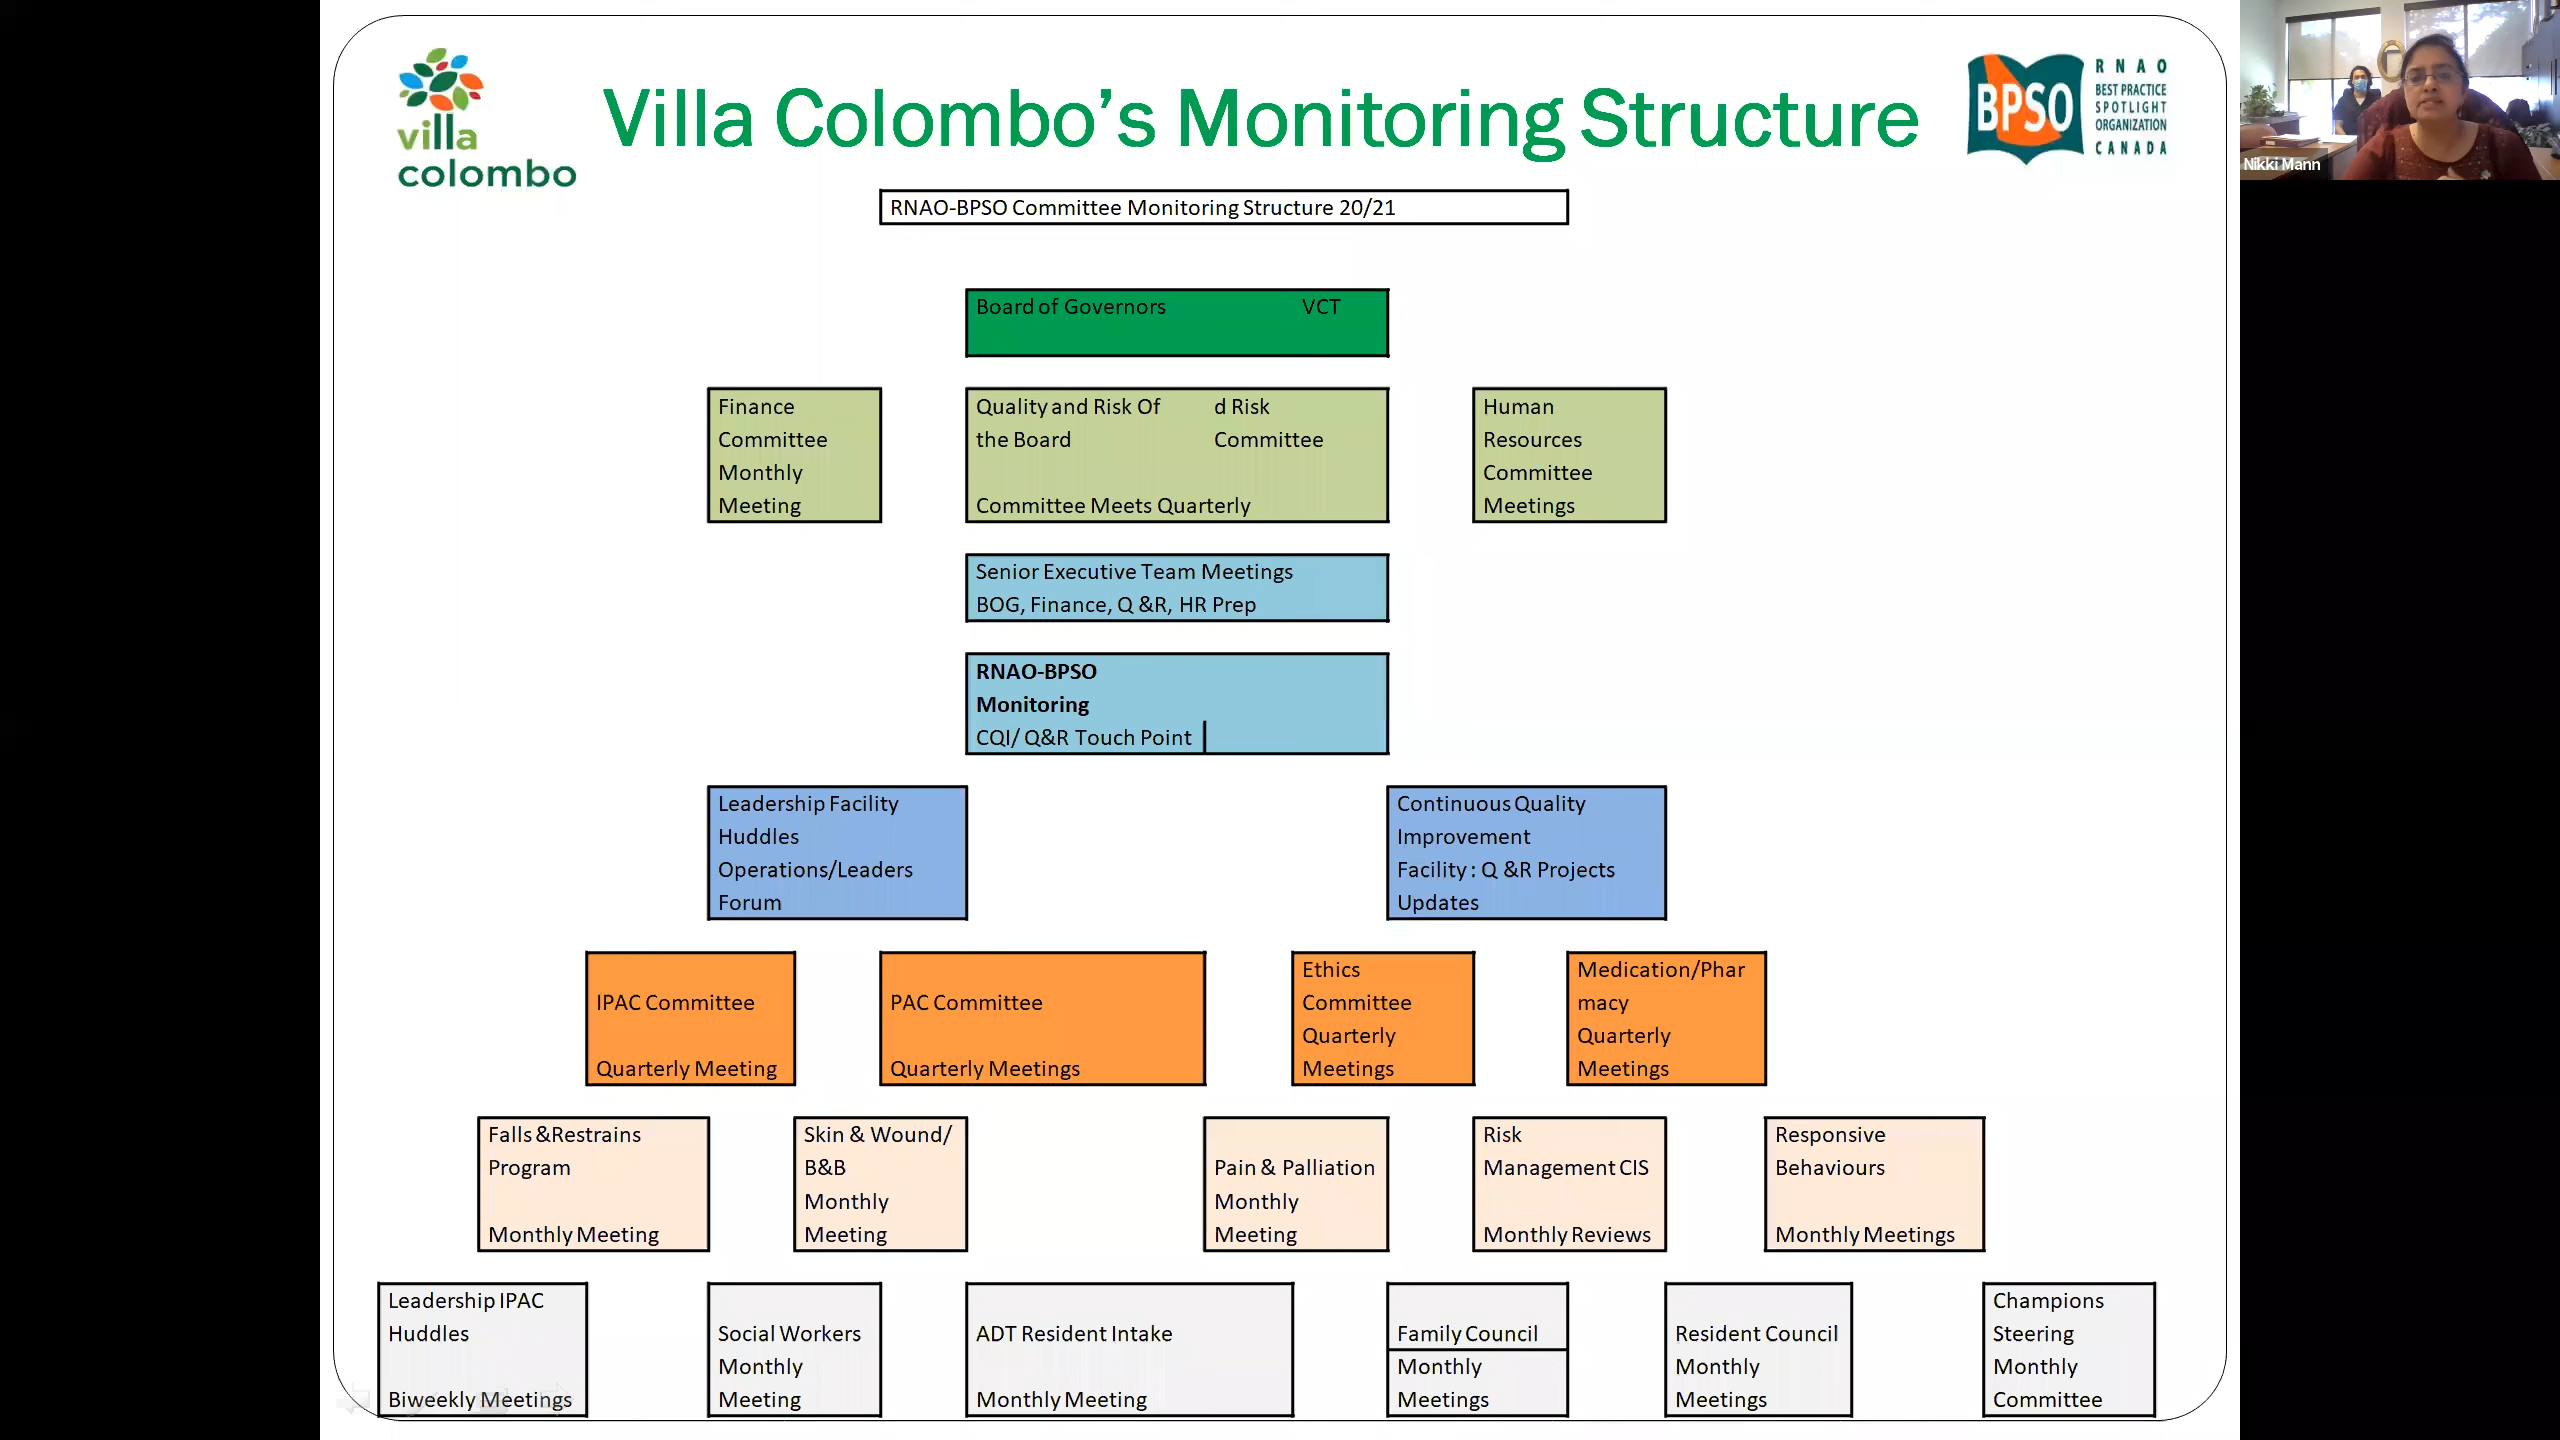 villa
colombo
Villa Colombo's Monitoring Structure
BPSO
RNAO
BEST PRACTICE
SPOTLIGHT
ORGANIZATION
CANADA
Nikki Mann
RNAO-BPSO Committee Monitoring Structure 20/21
Board of Governors VCT
Finance
Committee
Monthly
Meeting
Quality and Risk Of d Risk
the Board Committee
Committee Meets Quarterly
Human
Resources
Committee
Meetings
Senior Executive Team Meetings
BOG, Finance, Q &R, HR Prep
RNAO-BPSO
Monitoring
CQI/ Q&R Touch Point
Leadership Facility
Huddles
Operations/Leaders
Forum
Continuous Quality
Improvement
Facility : Q &R Projects
Updates
IPAC Committee
Quarterly Meeting
PAC Committee
Quarterly Meetings
Ethics
Committee
Quarterly
Meetings
Medication/Phar
macy
Quarterly
Meetings
Falls &Restrains
Program
Monthly Meeting
Skin & Wound/
B&B
Monthly
Meeting
Pain & Palliation
Monthly
Meeting
Risk
Management CIS
Monthly Reviews
Responsive
Behaviours
Monthly Meetings
Leadership IPAC
Huddles
Biweekly Meetings
Social Workers
Monthly
Meeting
ADT Resident Intake
Monthly Meeting
Family Council
Monthly
Meetings
Resident Council
Monthly
Meetings
Champions
Steering
Monthly
Committee